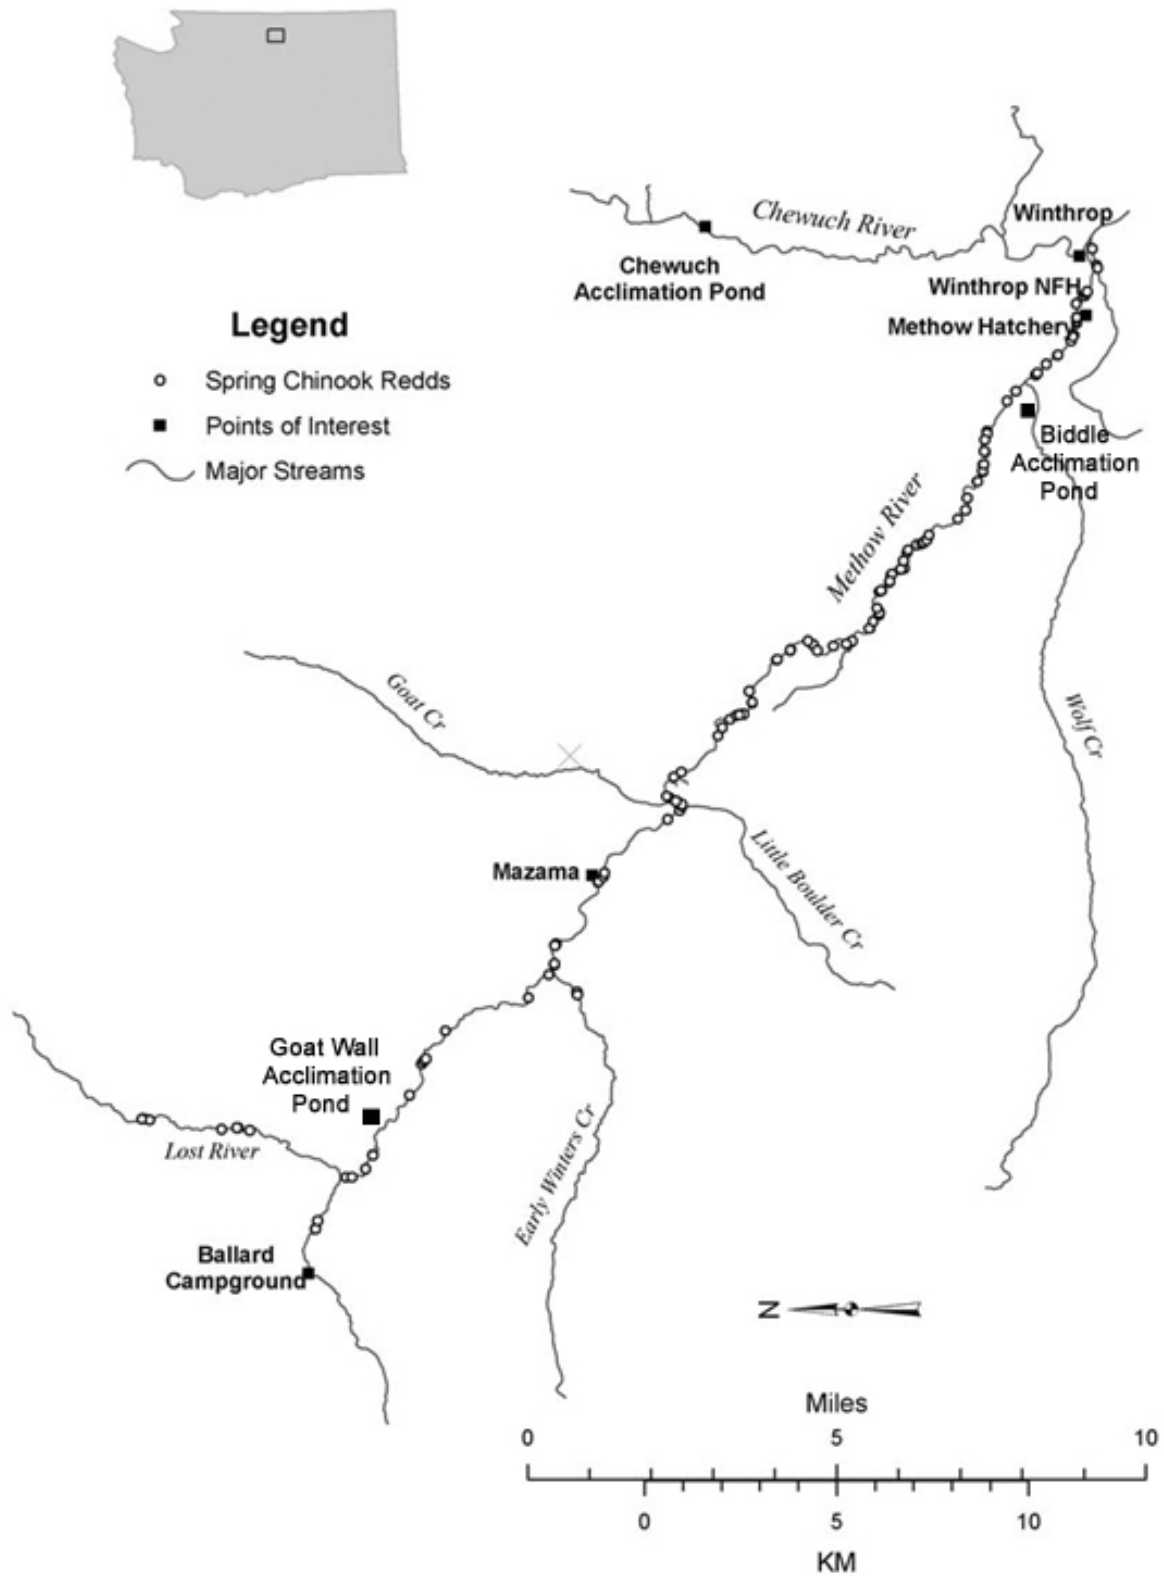 Chewuch River
Winthrop
Chewuch
Acclimation Pond
Winthrop NFH
Methow Hatchery
Legend
Spring Chinook Redds
Points of Interest
Major Streams
Biddle
Acclimation
Pond
Methow River
Goat Cr
Wolf Cr
Little Boulder Cr
Mazama
Goat Wall
Acclimation
Pond
Lost River
Early Winters Cr
Ballard
Campground
N
Miles
0 5 10
0 5 10
KM